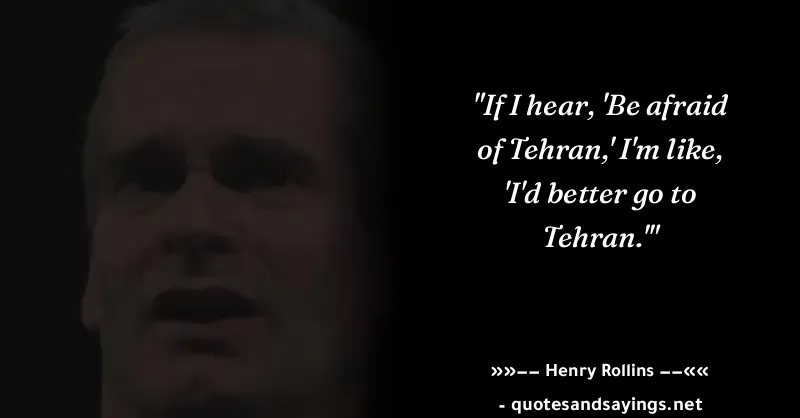 "If I hear, 'Be afraid
of Tehran,' I'm like,
'I'd better go to
Tehran.'"
»»−− Henry Rollins −−««
- quotesandsayings.net